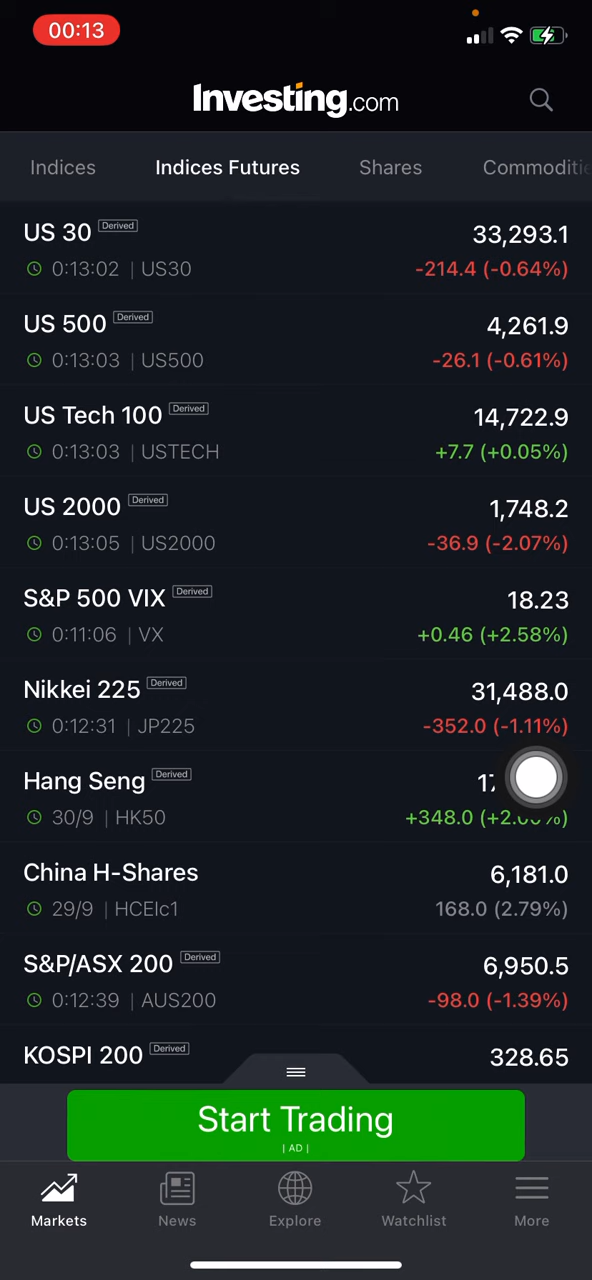 00:13
Investing.com
Indices Indices Futures Shares Commoditie
US 30 Derived 33,293.1
0:13:02 | US30 -214.4 (-0.64%)
US 500 Derived 4,261.9
0:13:03 | US500 -26.1 (-0.61%)
US Tech 100 Derived 14,722.9
0:13:03 | USTECH +7.7 (+0.05%)
US 2000 Derived 1,748.2
0:13:05 | US2000 -36.9 (-2.07%)
S&P 500 VIX Derived 18.23
0:11:06 | VX +0.46 (+2.58%)
Nikkei 225 Derived 31,488.0
0:12:31 | JP225 -352.0 (-1.11%)
Hang Seng Derived
30/9 | HK50 +348.0
China H-Shares 6,181.0
29/9 | HCEIc1 168.0 (2.79%)
S&P/ASX 200 Derived 6,950.5
0:12:39 | AUS200 -98.0 (-1.39%)
KOSPI 200 Derived 328.65
Start Trading
| AD |
Markets News Explore Watchlist More